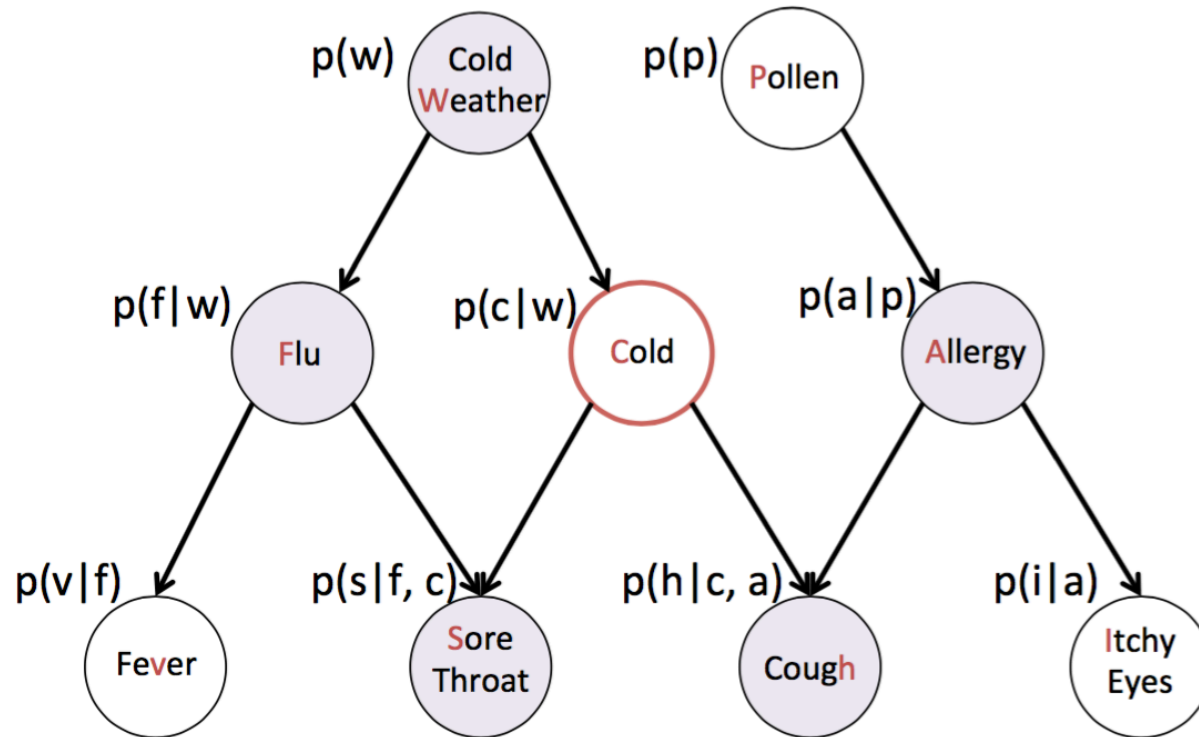 p(w)
Cold
Weather
p(p)
Pollen
p(f|w)
Flu
p(c|w)
Cold
p(a|p)
Allergy
p(v|f)
Fever
p(s|f, c)
Sore
Throat
p(h|c, a)
Cough
p(i|a)
Itchy
Eyes